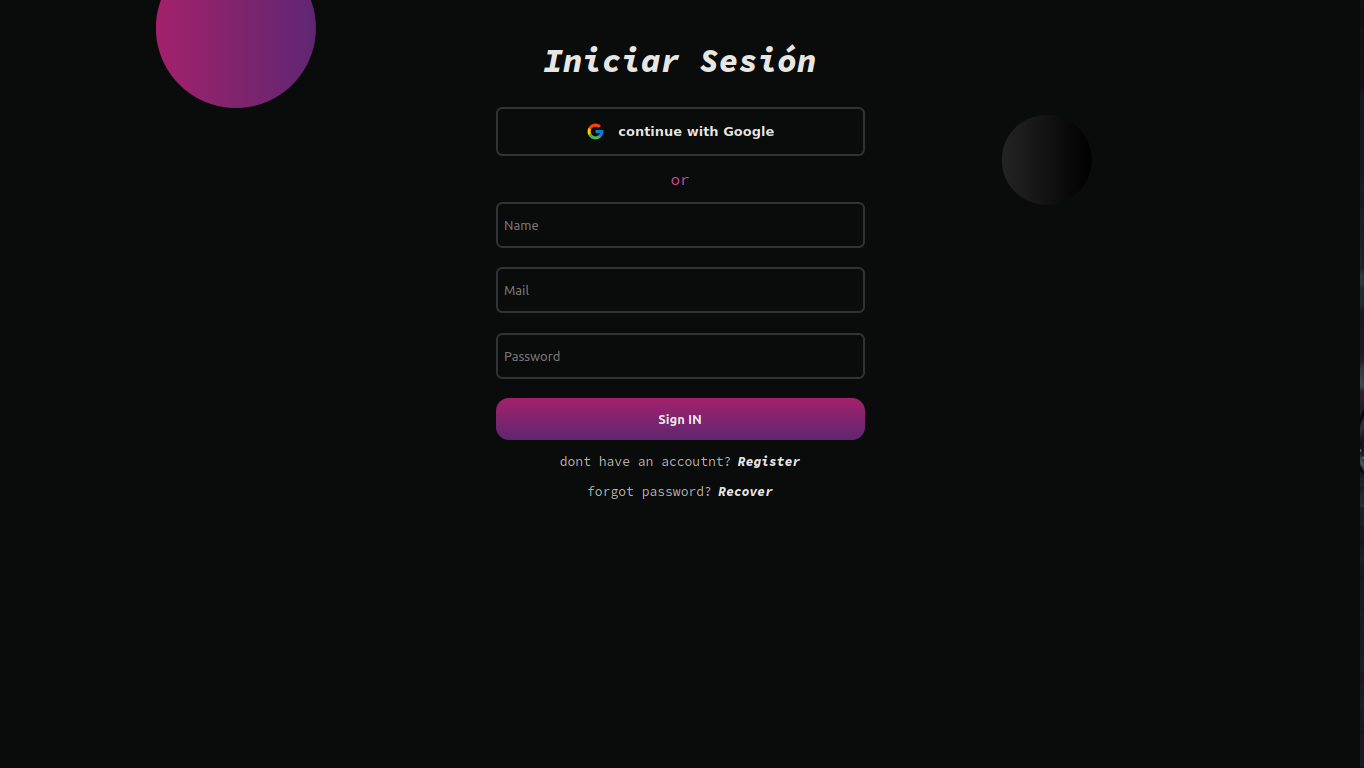 Iniciar Sesión
continue with Google
or
Name
Mail
Password
Sign IN
dont have an accoutnt? Register
forgot password? Recover